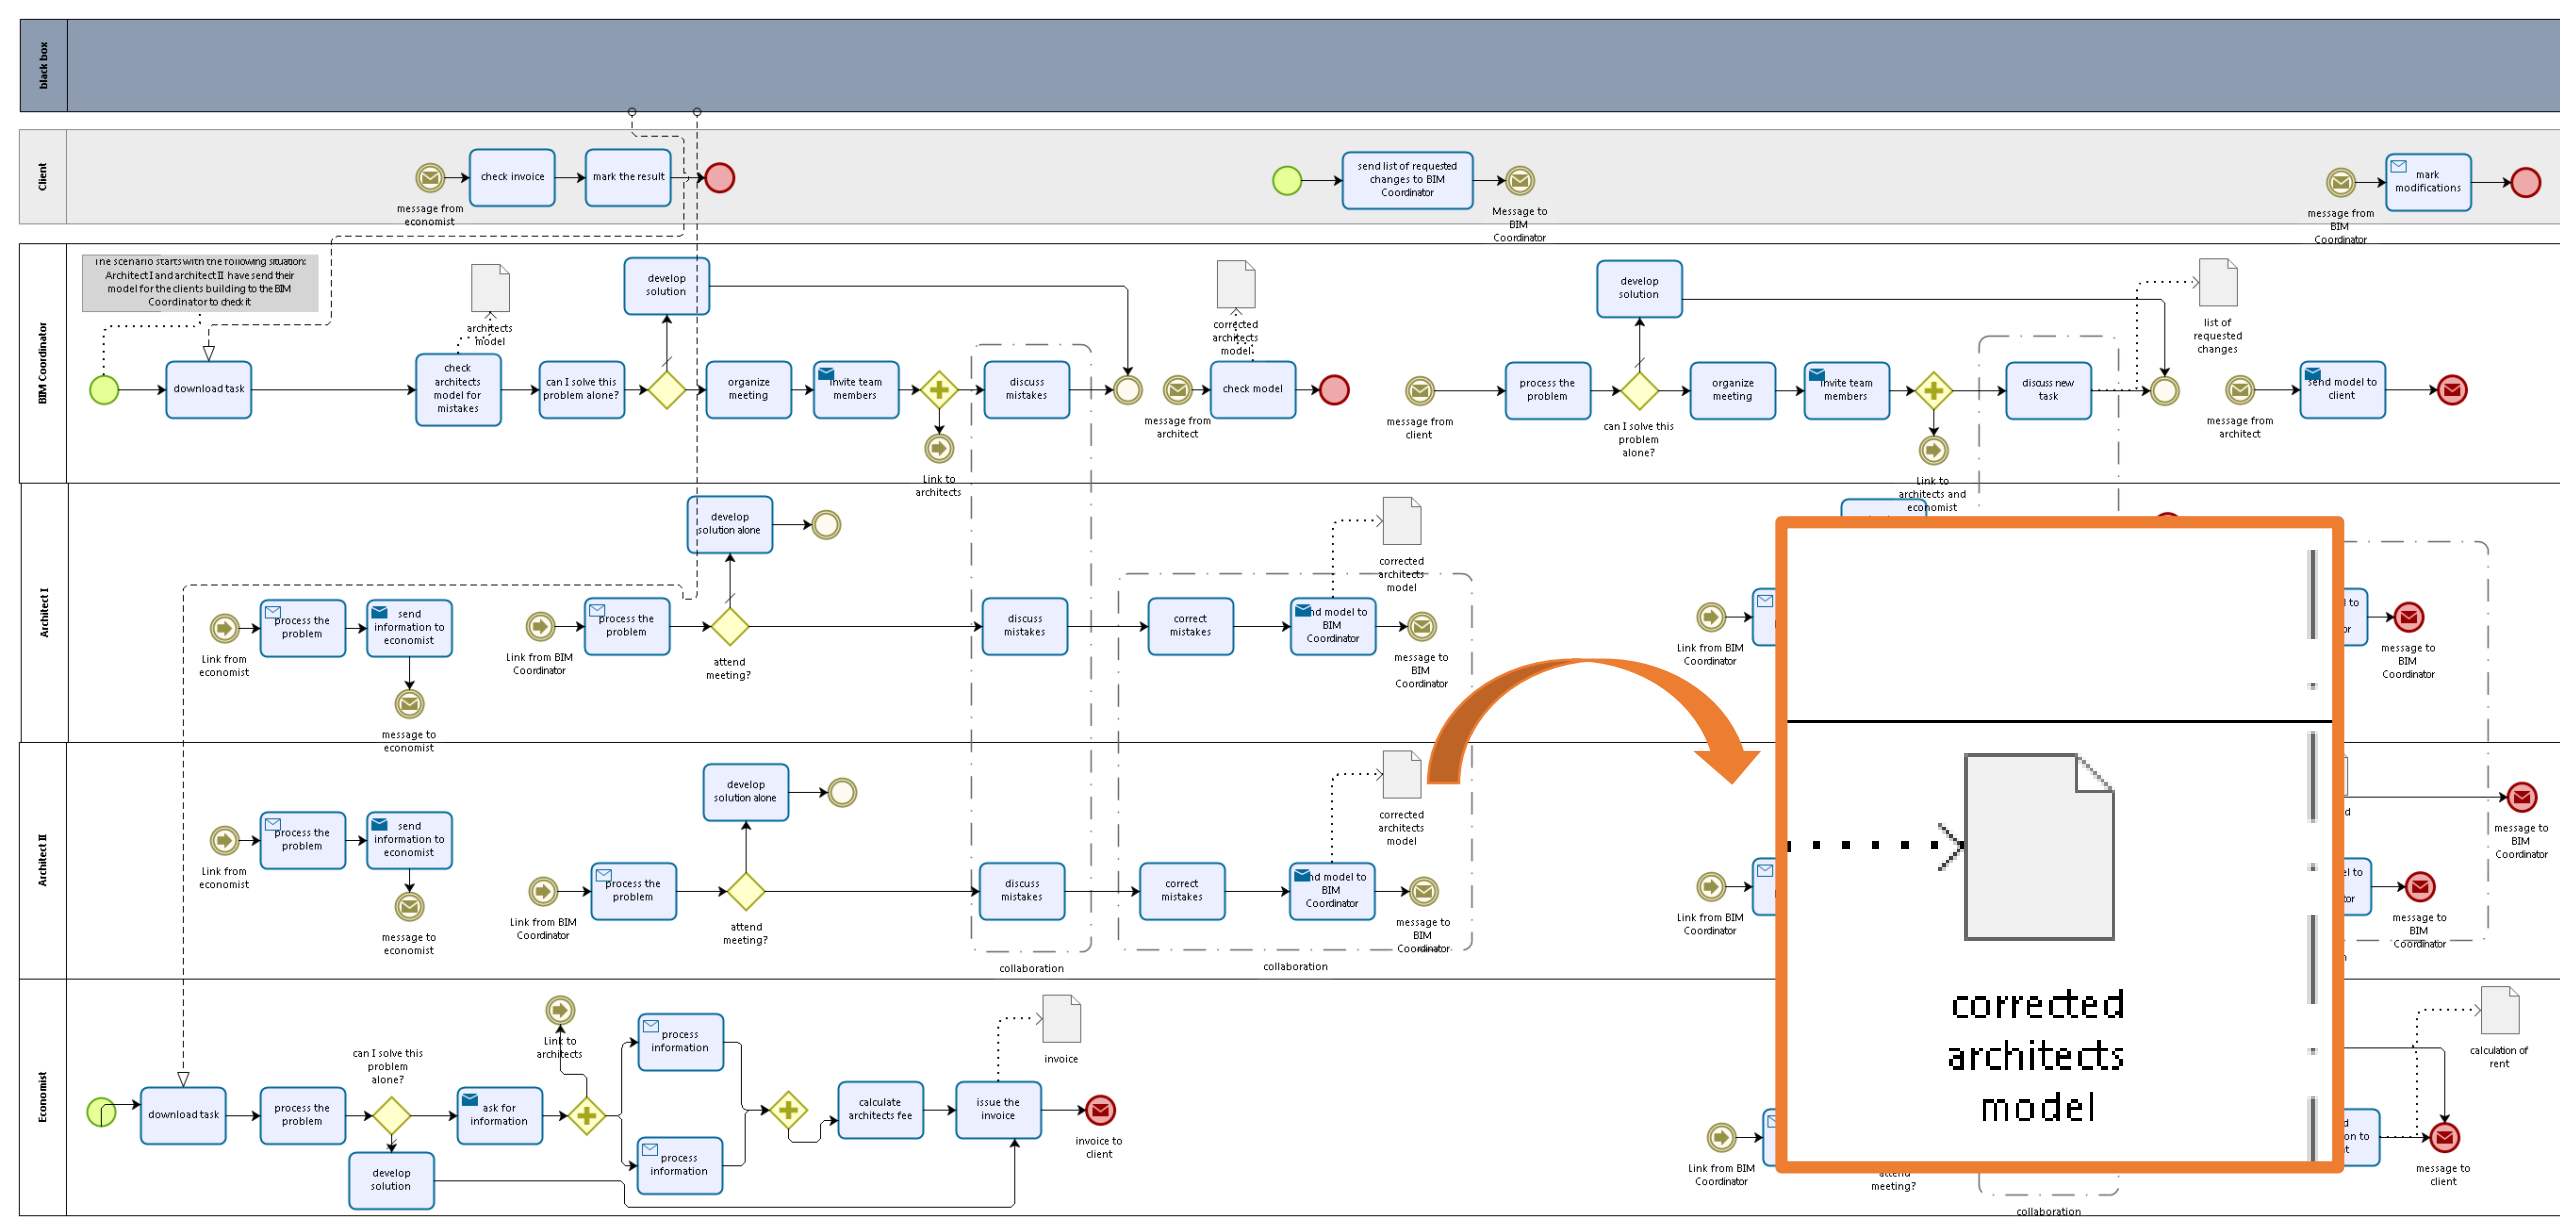 black box
Client
message from
economist
check invoice
mark the result
send list of requested
changes to BIM
Coordinator
Message to
BIM
Coordinator
message from
BIM
Coordinator
mark
modifications
BIM Coordinator
The scenario starts with the following situation:
Architect I and architect II have send their
model for the clients building to the BIM
Coordinator to check it
download task
architects
model
check
architects
model for
mistakes
can I solve this
problem alone?
develop
solution
organize
meeting
invite team
members
Link to
architects
discuss
mistakes
message from
architect
corrected
architects
model
check model
message from
client
process the
problem
develop
solution
can I solve this
problem
alone?
organize
meeting
invite team
members
Link to
architects and
economist
discuss new
task
list of
requested
changes
message from
architect
send model to
client
Architect I
Link from
economist
process the
problem
send
information to
economist
message to
economist
Link from BIM
Coordinator
process the
problem
develop
solution alone
attend
meeting?
discuss
mistakes
correct
mistakes
nd model to
BIM
Coordinator
corrected
architects
model
message to
BIM
Coordinator
Link from BIM
Coordinator
message to
BIM
Coordinator
Architect II
Link from
economist
process the
problem
send
information to
economist
message to
economist
Link from BIM
Coordinator
process the
problem
develop
solution alone
attend
meeting?
discuss
mistakes
collaboration
correct
mistakes
nd model to
BIM
Coordinator
corrected
architects
model
message to
BIM
Coordinator
collaboration
Link from BIM
Coordinator
message to
BIM
Coordinator
message to
BIM
Coordinator
corrected
architects
model
Economist
download task
process the
problem
can I solve this
problem
alone?
develop
solution
ask for
information
Link to
architects
process
information
process
information
calculate
architects fee
issue the
invoice
invoice
invoice to
client
Link from BIM
Coordinator
attend
meeting?
collaboration
calculation of
rent
message to
client